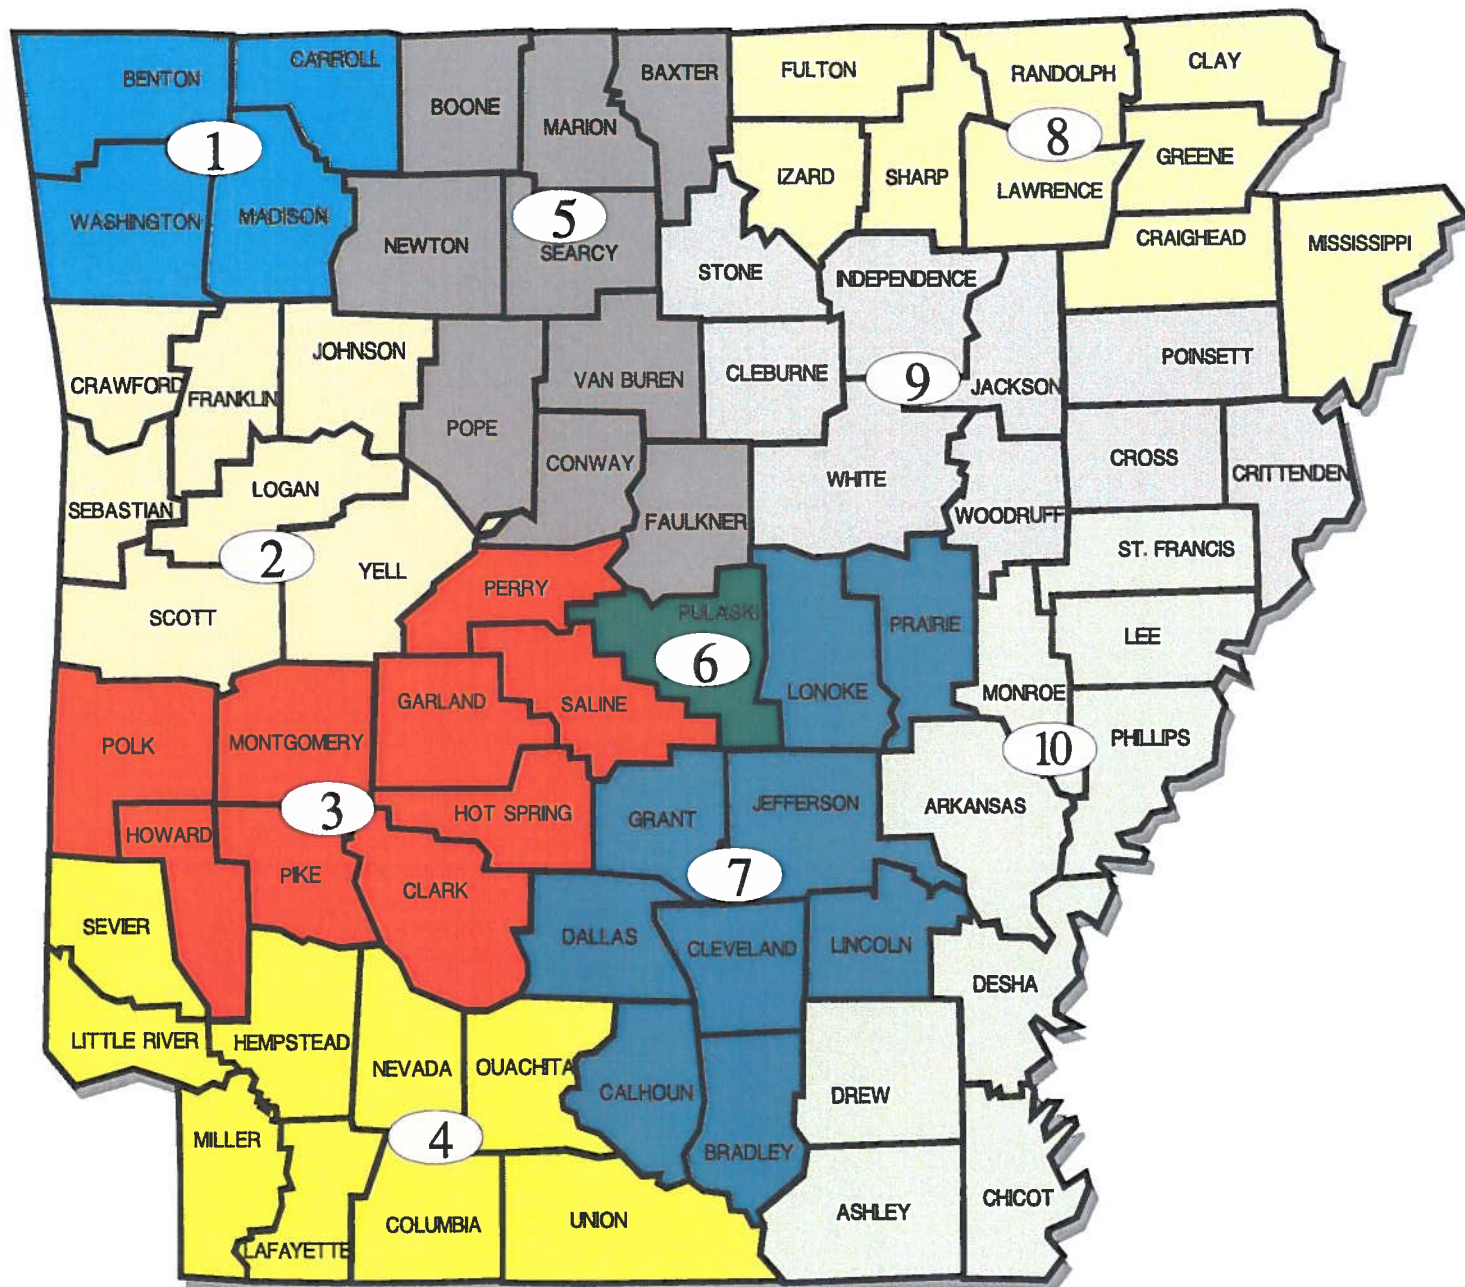 BENTON
CARROLL
BOONE
MARION
BAXTER
FULTON
RANDOLPH
CLAY
1
8
IZARD
SHARP
LAWRENCE
GREENE
WASHINGTON
MADISON
NEWTON
5
SEARCY
STONE
INDEPENDENCE
CRAIGHEAD
MISSISSIPPI
CRAWFORD
FRANKLIN
JOHNSON
POPE
VAN BUREN
CLEBURNE
9
JACKSON
POINSETT
SEBASTIAN
LOGAN
CONWAY
FAULKNER
WHITE
WOODRUFF
CROSS
CRITTENDEN
2
YELL
ST. FRANCIS
SCOTT
PERRY
PULASKI
6
LONOKE
PRAIRIE
LEE
MONROE
POLK
MONTGOMERY
GARLAND
SALINE
10
PHILLIPS
HOWARD
3
HOT SPRING
GRANT
JEFFERSON
ARKANSAS
PIKE
CLARK
7
SEVIER
DALLAS
CLEVELAND
LINCOLN
DESHA
LITTLE RIVER
HEMPSTEAD
NEVADA
OUACHITA
CALHOUN
DREW
MILLER
4
BRADLEY
LAFAYETTE
COLUMBIA
UNION
ASHLEY
CHICOT